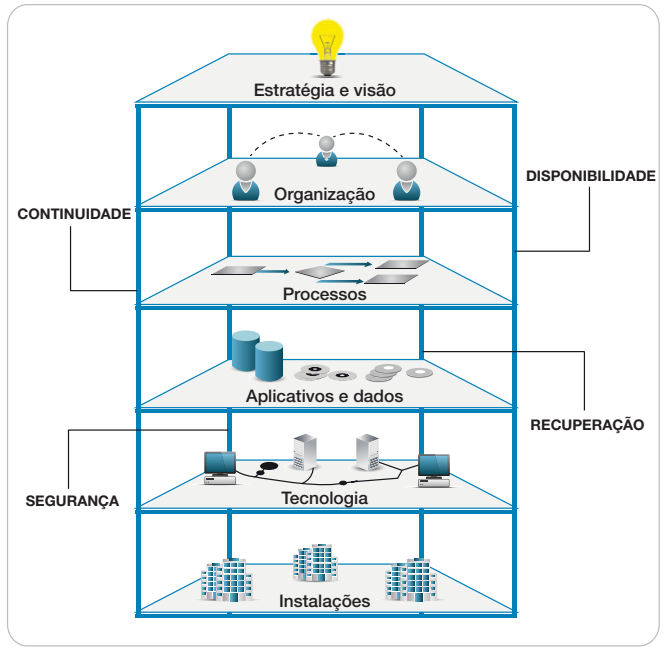 Estratégia e visão
DISPONIBILIDADE
Organização
CONTINUIDADE
Processos
Aplicativos e dados
RECUPERAÇÃO
SEGURANÇA
Tecnologia
Instalações